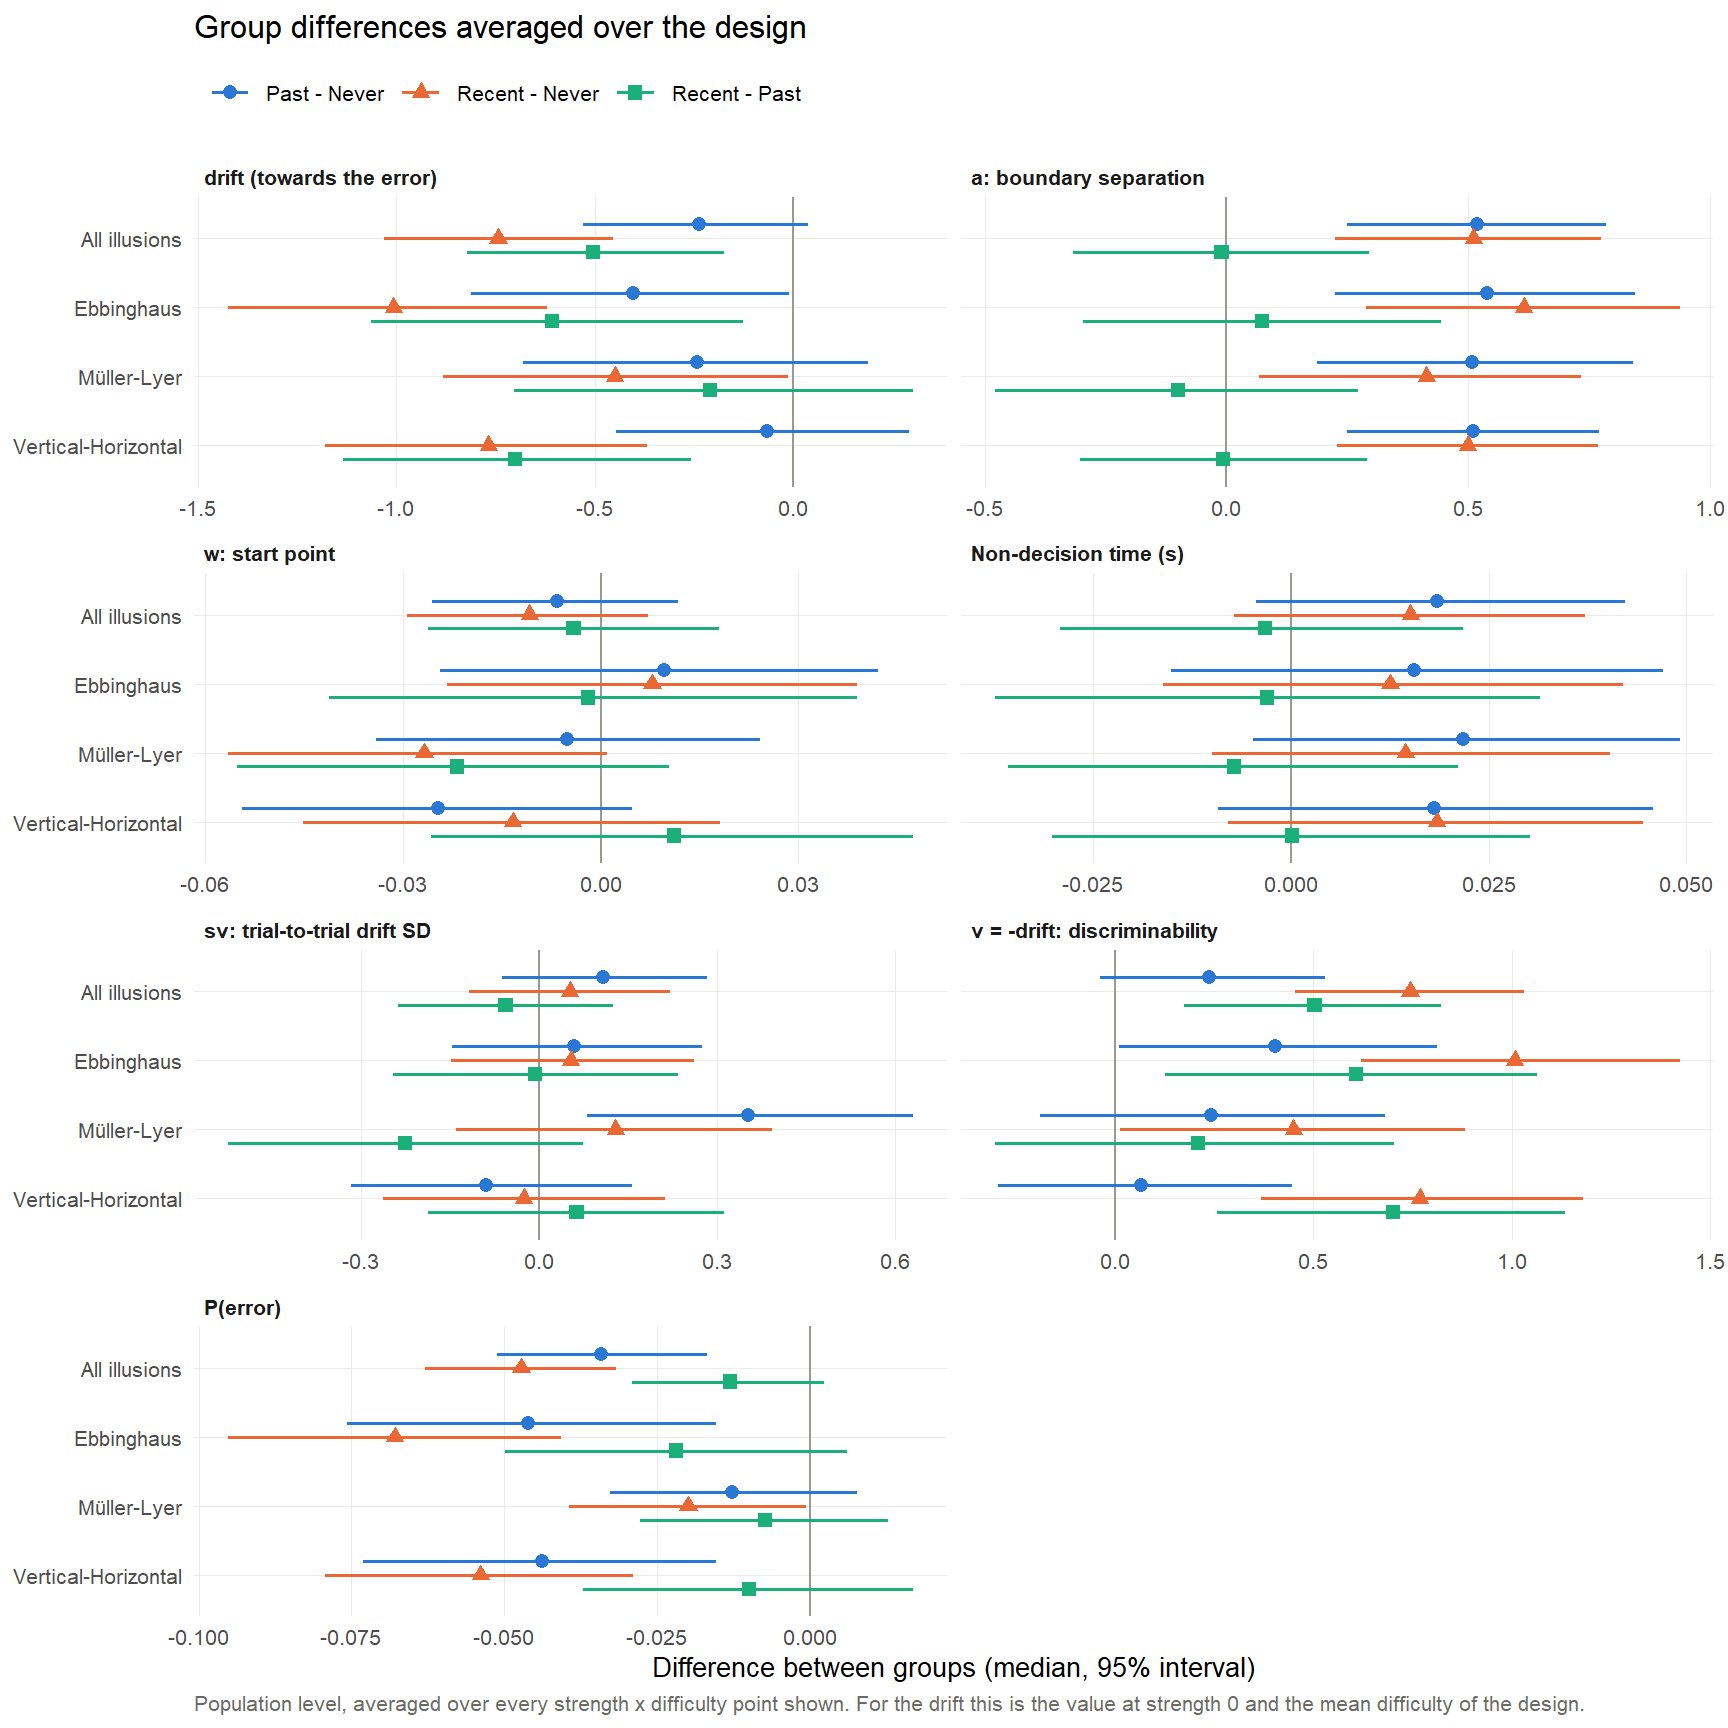 Group differences averaged over the design
Past - Never
Recent - Never
Recent - Past
drift (towards the error)
a: boundary separation
All illusions
Ebbinghaus
Müller-Lyer
Vertical-Horizontal
-1.5 -1.0 -0.5 0.0
-0.5 0.0 0.5 1.0
w: start point
Non-decision time (s)
All illusions
Ebbinghaus
Müller-Lyer
Vertical-Horizontal
-0.06 -0.03 0.00 0.03
-0.025 0.000 0.025 0.050
sv: trial-to-trial drift SD
v = -drift: discriminability
All illusions
Ebbinghaus
Müller-Lyer
Vertical-Horizontal
-0.3 0.0 0.3 0.6
0.0 0.5 1.0 1.5
P(error)
All illusions
Ebbinghaus
Müller-Lyer
Vertical-Horizontal
-0.100 -0.075 -0.050 -0.025 0.000
Difference between groups (median, 95% interval)
Population level, averaged over every strength x difficulty point shown. For the drift this is the value at strength 0 and the mean difficulty of the design.